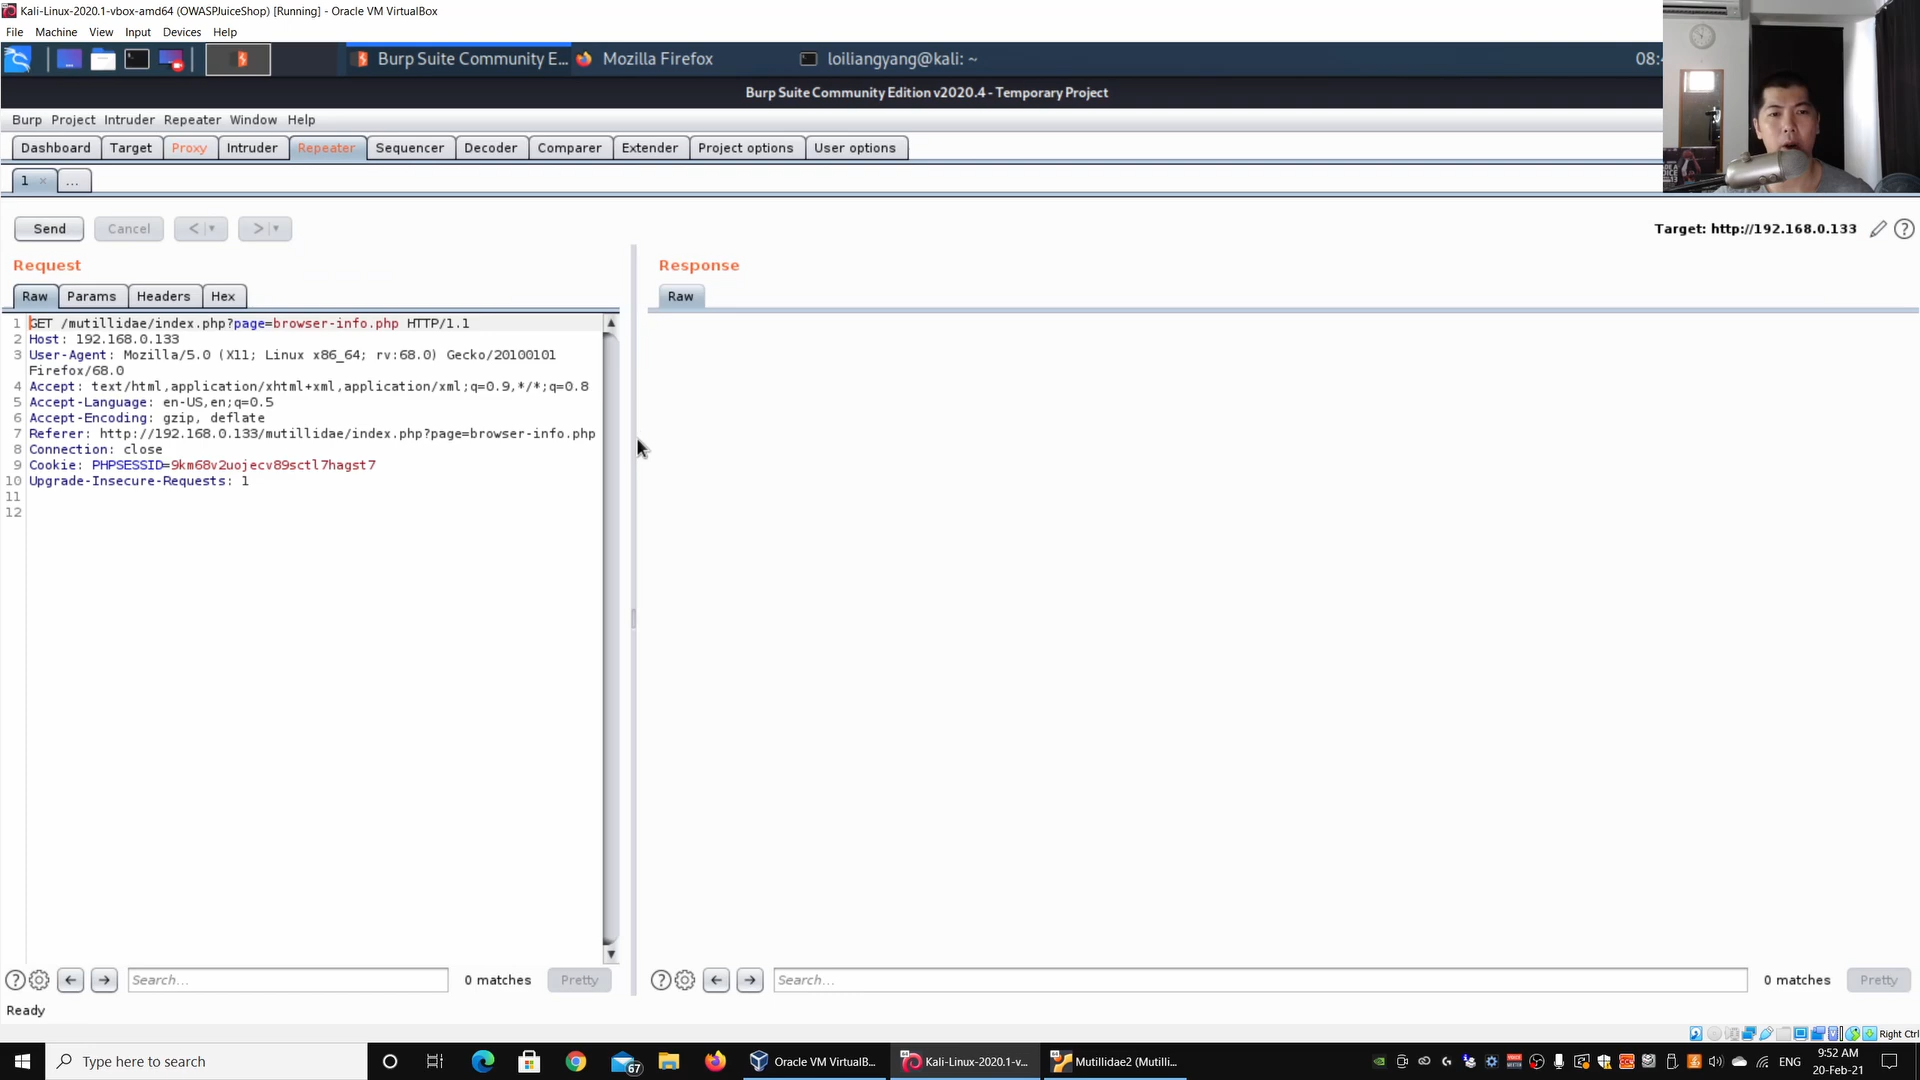 Kali-Linux-2020.1-vbox-amd64 (OWASPJuiceShop) [Running] - Oracle VM VirtualBox
File Machine View Input Devices Help
Burp Suite Community E... Mozilla Firefox loiliangyang@kali: ~
Burp Suite Community Edition v2020.4 - Temporary Project
Burp Project Intruder Repeater Window Help
Dashboard Target Proxy Intruder Repeater Sequencer Decoder Comparer Extender Project options User options
1 × ...
Send Cancel < > Target: http://192.168.0.133
Request Response
Raw Params Headers Hex Raw
1 GET /mutillidae/index.php?page=browser-info.php HTTP/1.1
2 Host: 192.168.0.133
3 User-Agent: Mozilla/5.0 (X11; Linux x86_64; rv:68.0) Gecko/20100101
Firefox/68.0
4 Accept: text/html,application/xhtml+xml,application/xml;q=0.9,*/*;q=0.8
5 Accept-Language: en-US,en;q=0.5
6 Accept-Encoding: gzip, deflate
7 Referer: http://192.168.0.133/mutillidae/index.php?page=browser-info.php
8 Connection: close
9 Cookie: PHPSESSID=9km68v2uojecv89sctl7hagst7
10 Upgrade-Insecure-Requests: 1
11
12
Search... 0 matches Pretty Search... 0 matches Pretty
Ready
Right Ctrl
Type here to search 67 Oracle VM VirtualB... Kali-Linux-2020.1-v... Mutillidae2 (Mutilli... ENG 9:52 AM
20-Feb-21